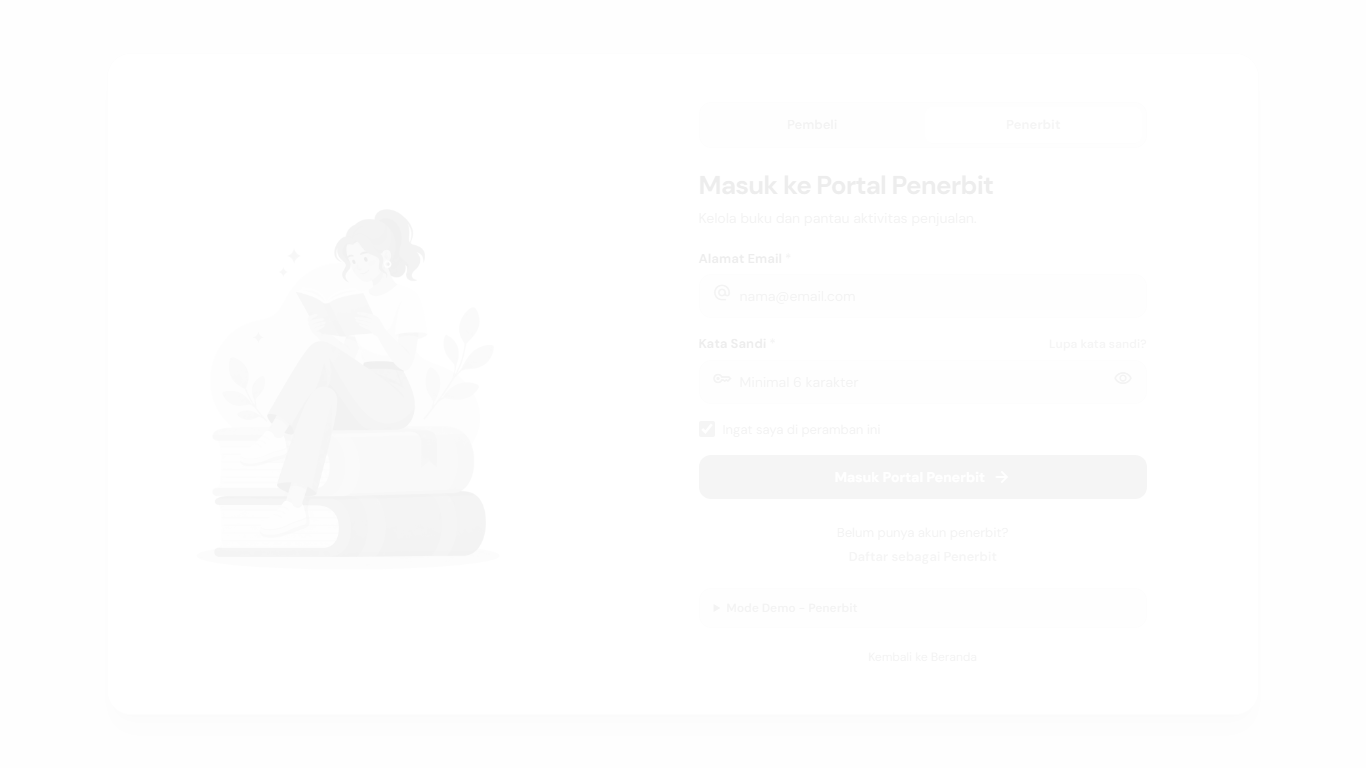 Pembeli
Penerbit
Masuk ke Portal Penerbit
Kelola buku dan pantau aktivitas penjualan.
Alamat Email *
nama@email.com
Kata Sandi *
Lupa kata sandi?
Minimal 6 karakter
Ingat saya di peramban ini
Masuk Portal Penerbit →
Belum punya akun penerbit?
Daftar sebagai Penerbit
Mode Demo - Penerbit
Kembali ke Beranda